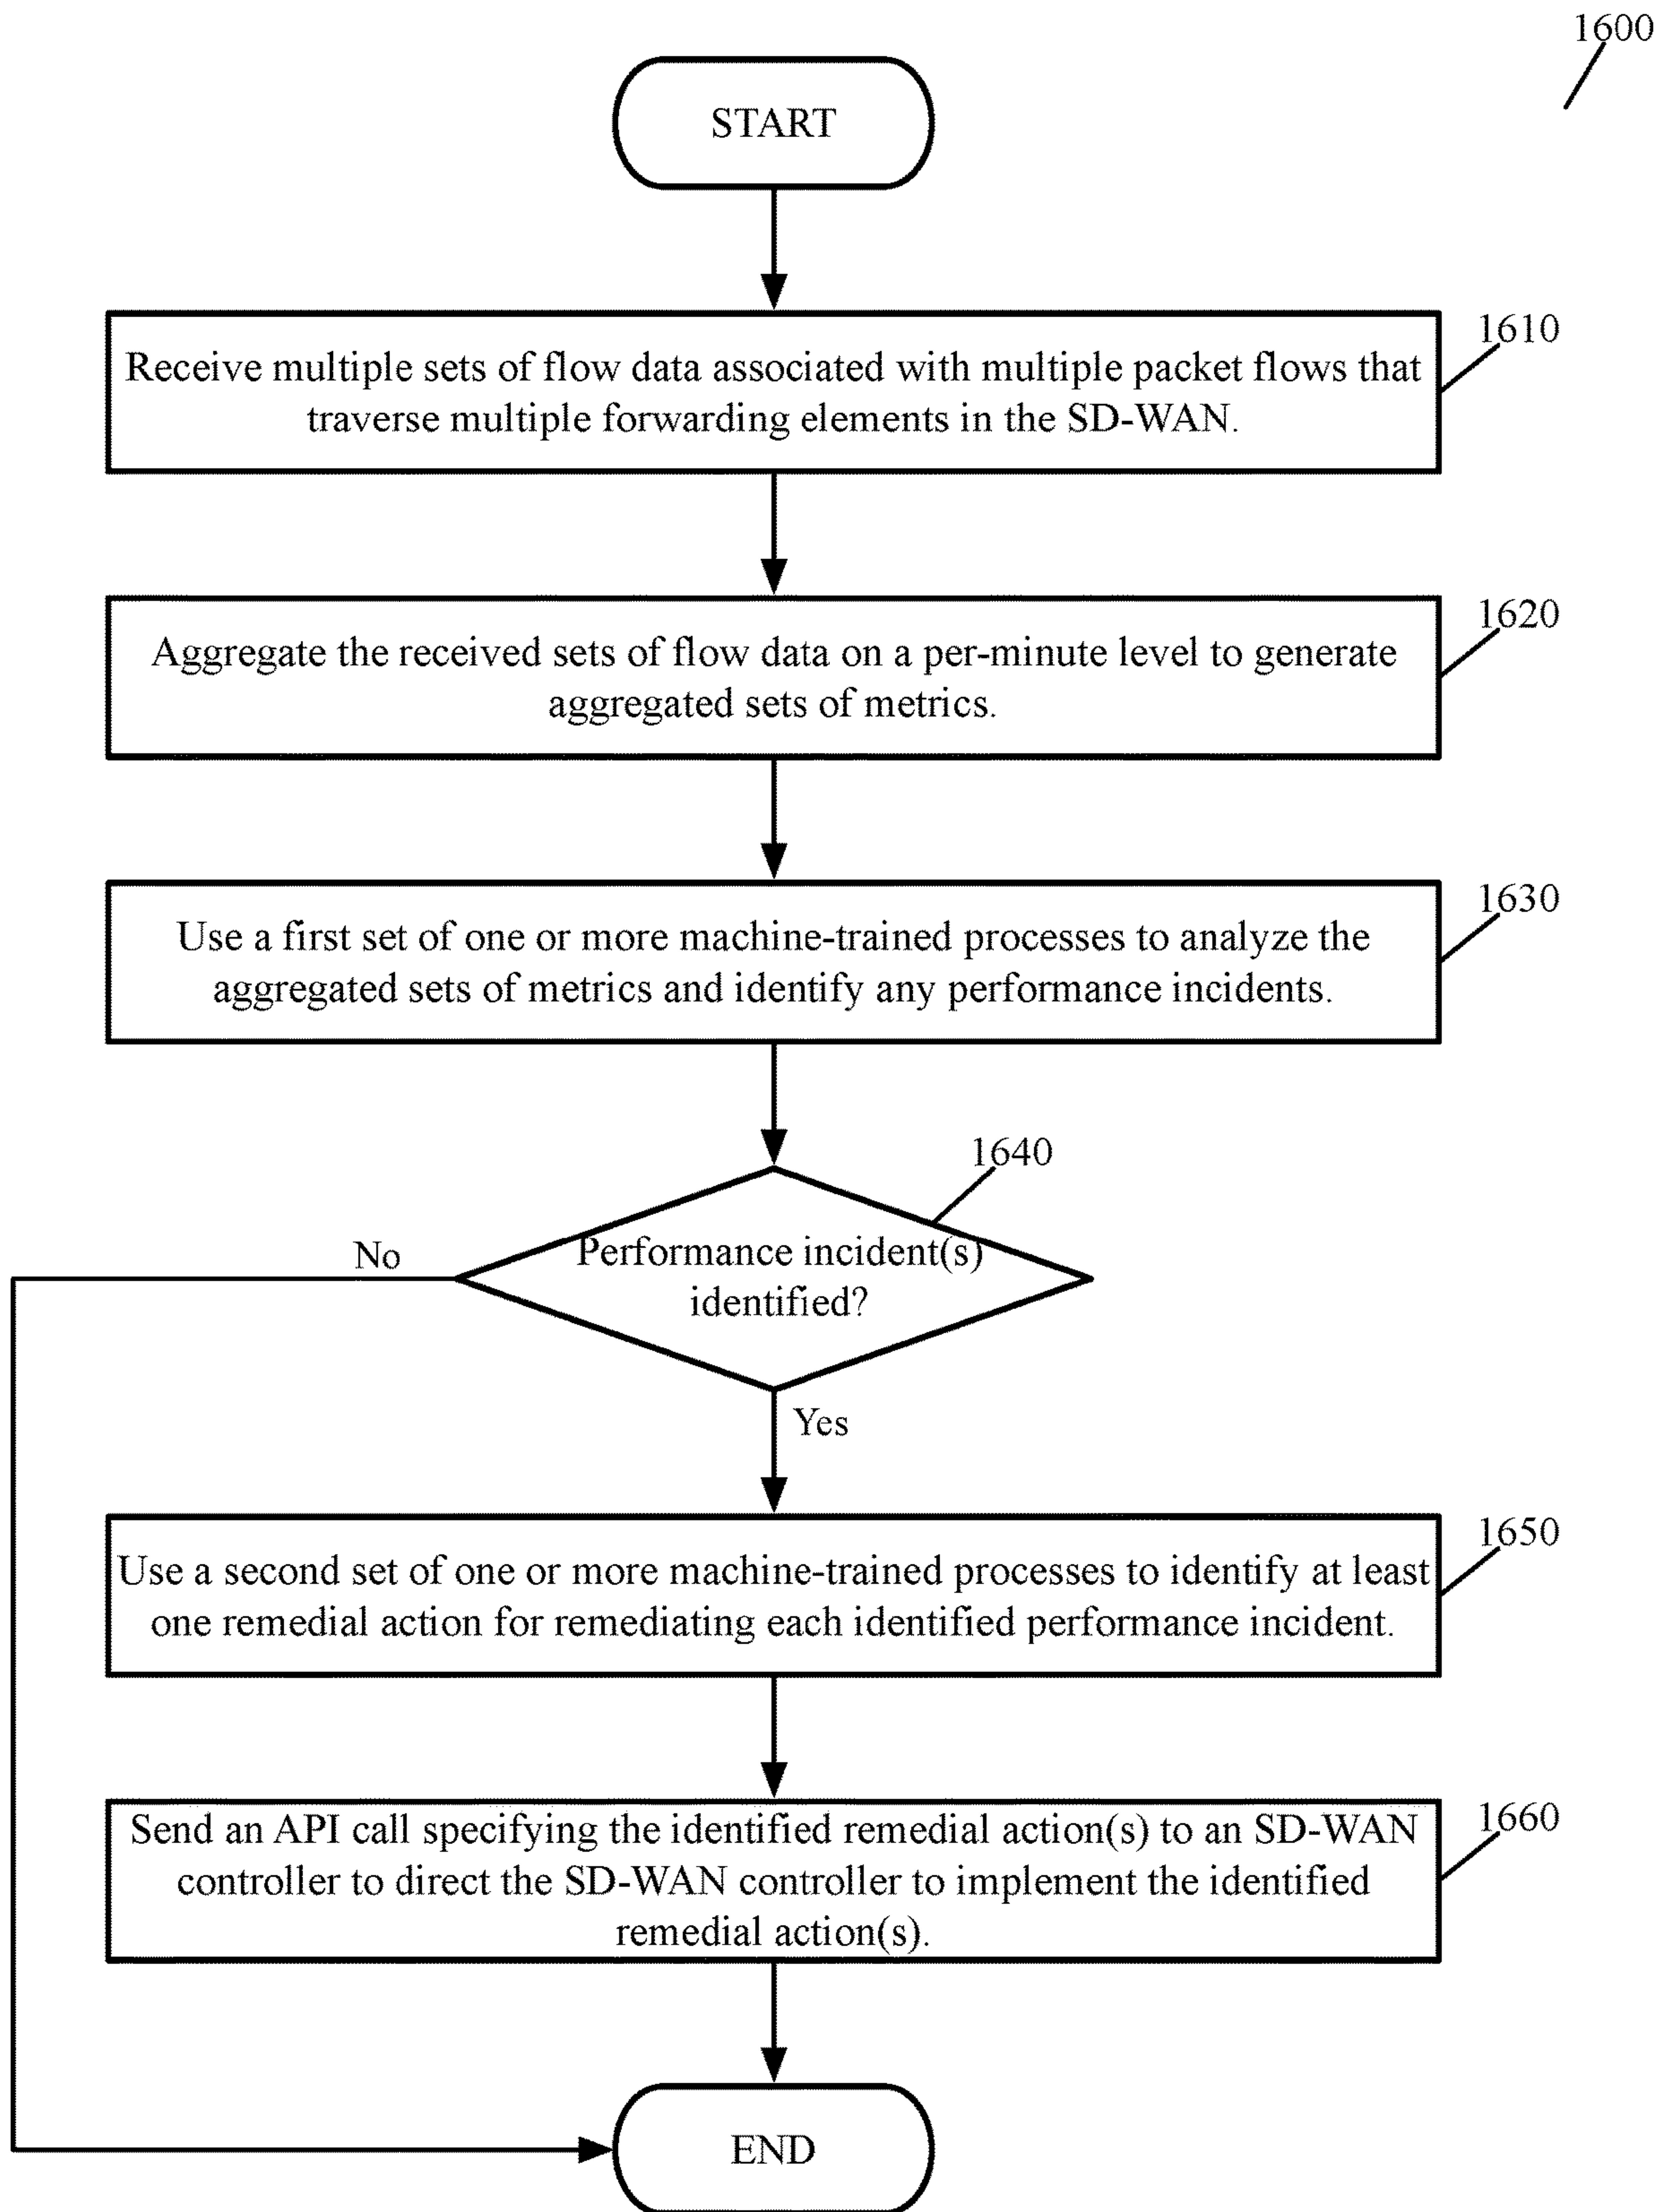 1600
START
1610
Receive multiple sets of flow data associated with multiple packet flows that
traverse multiple forwarding elements in the SD-WAN.
1620
Aggregate the received sets of flow data on a per-minute level to generate
aggregated sets of metrics.
1630
Use a first set of one or more machine-trained processes to analyze the
aggregated sets of metrics and identify any performance incidents.
1640
Performance incident(s)
identified?
No
Yes
1650
Use a second set of one or more machine-trained processes to identify at least
one remedial action for remediating each identified performance incident.
1660
Send an API call specifying the identified remedial action(s) to an SD-WAN
controller to direct the SD-WAN controller to implement the identified
remedial action(s).
END